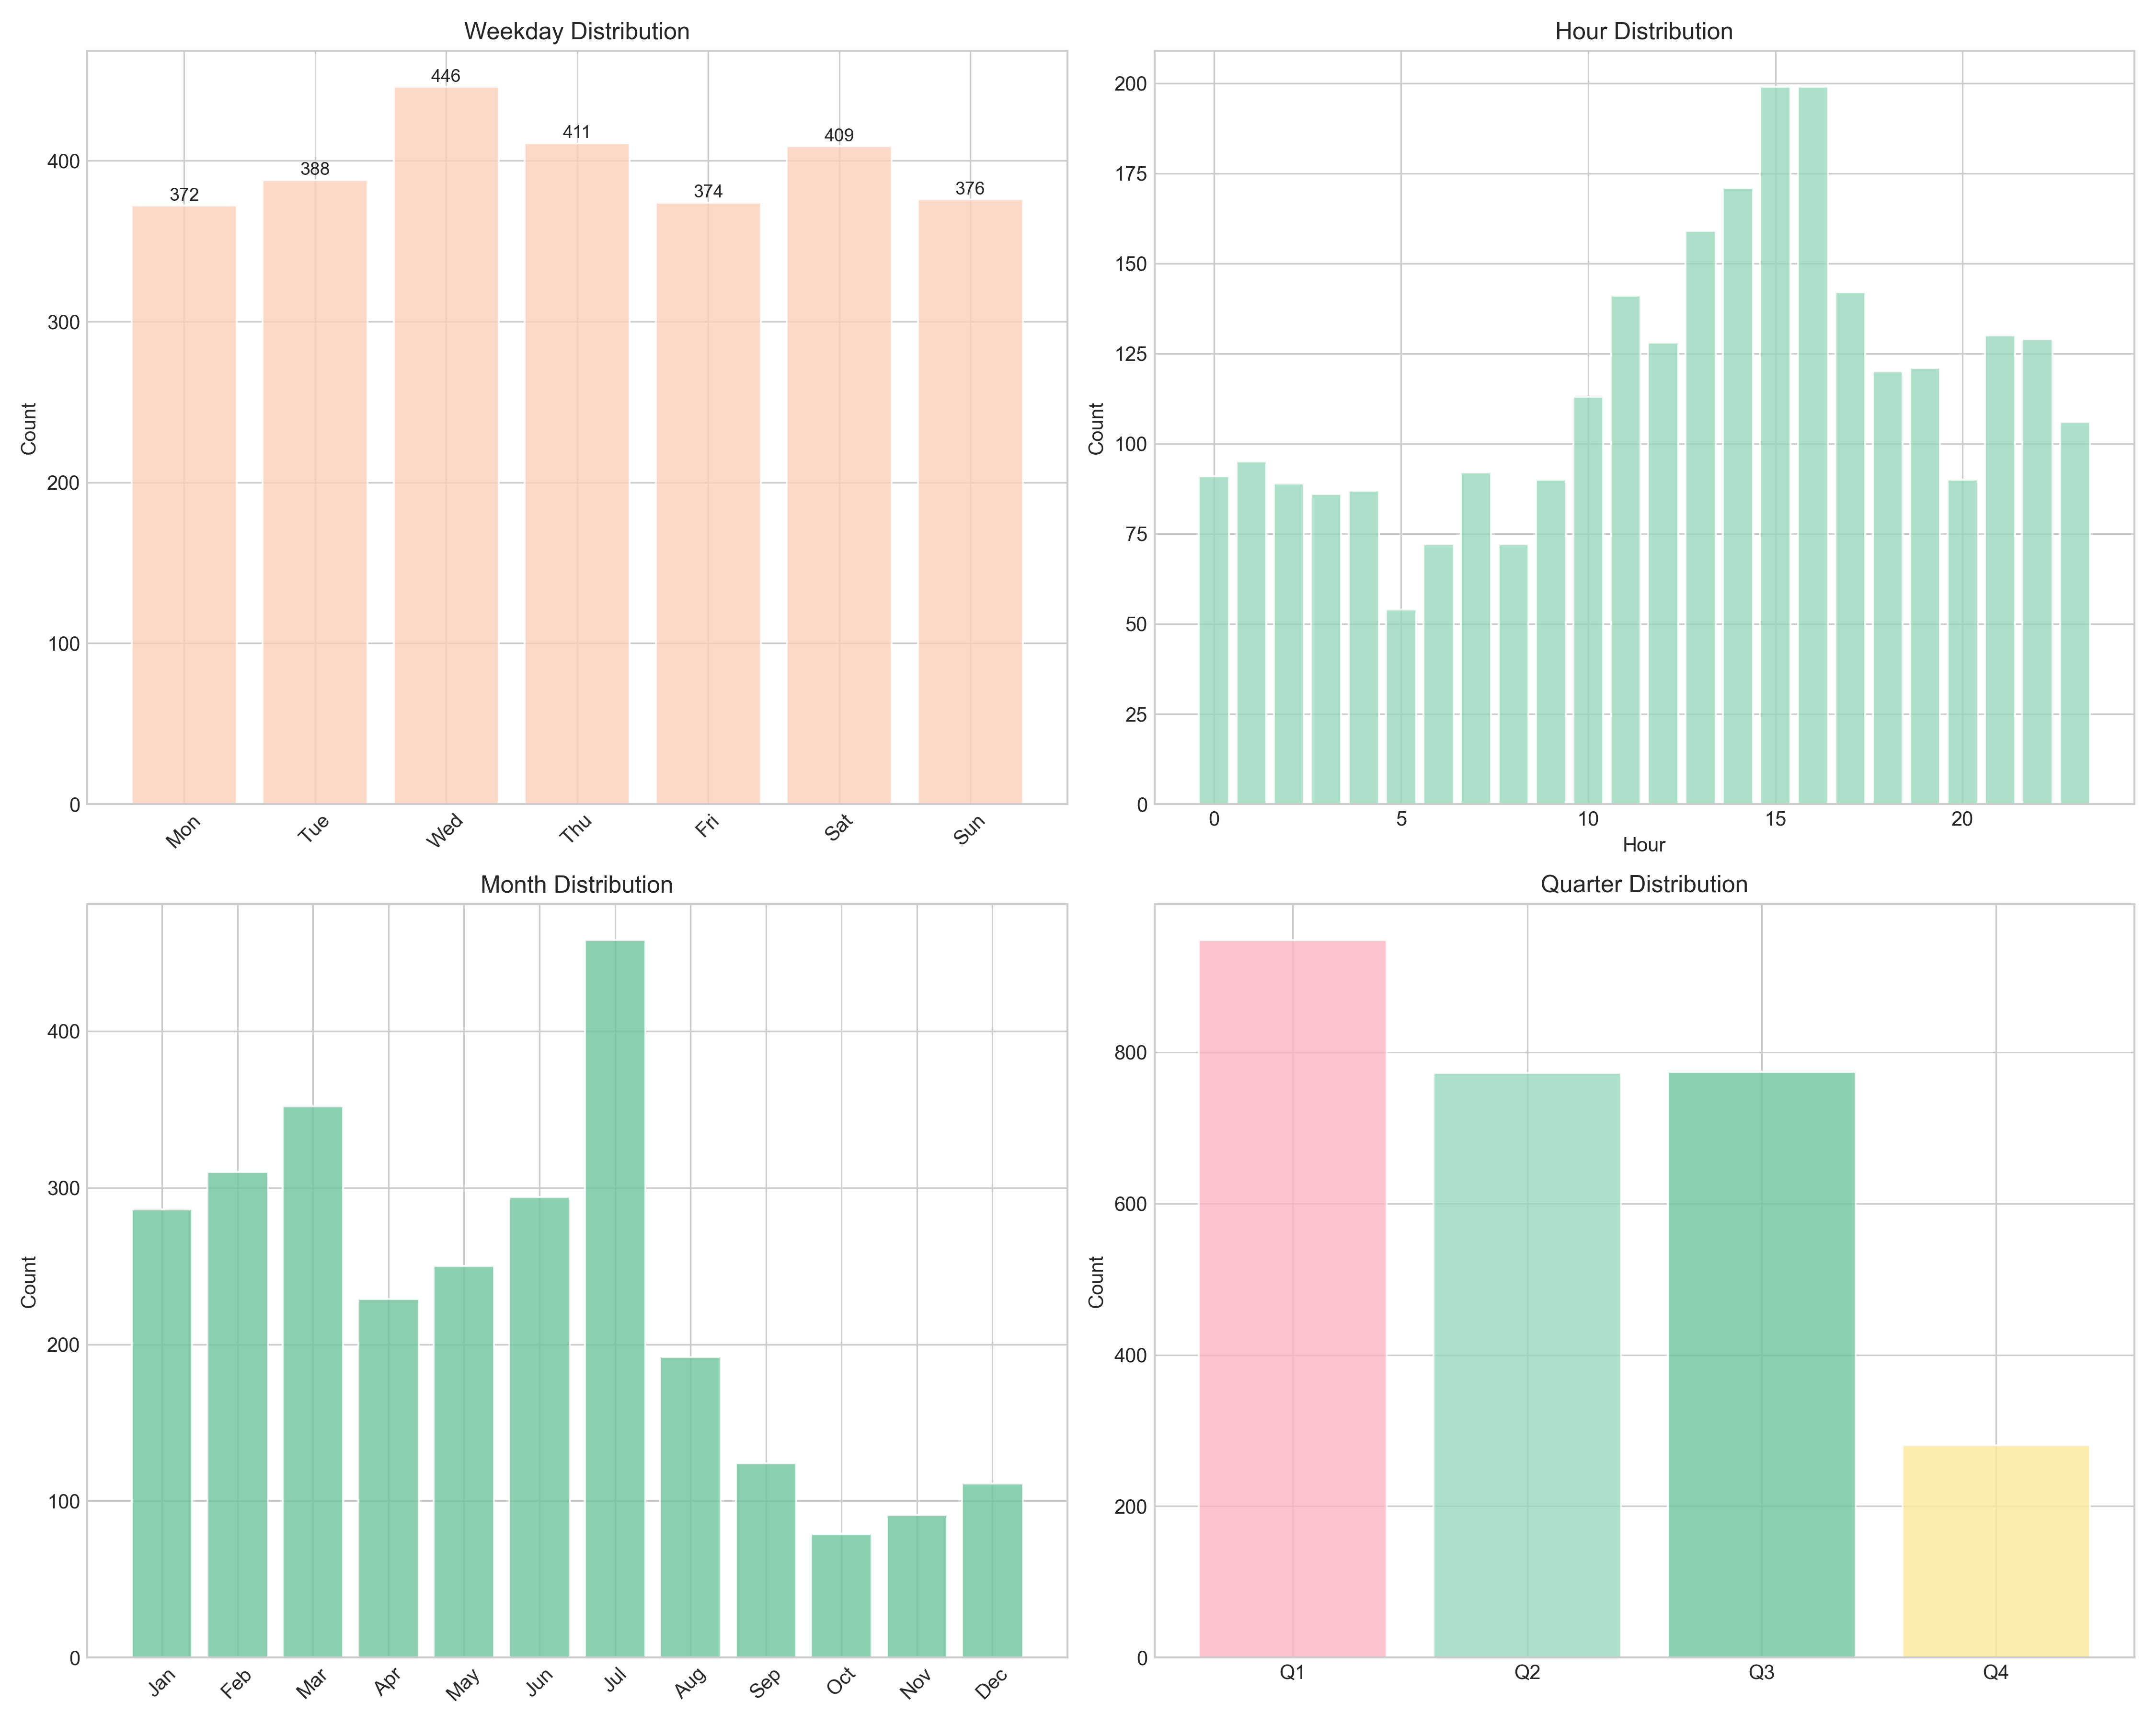 Weekday Distribution
Count
400
300
200
100
0
372
388
446
411
374
409
376
Mon
Tue
Wed
Thu
Fri
Sat
Sun
Hour Distribution
Count
200
175
150
125
100
75
50
25
0
0
5
10
15
20
Hour
Month Distribution
Count
400
300
200
100
0
Jan
Feb
Mar
Apr
May
Jun
Jul
Aug
Sep
Oct
Nov
Dec
Quarter Distribution
Count
800
600
400
200
0
Q1
Q2
Q3
Q4